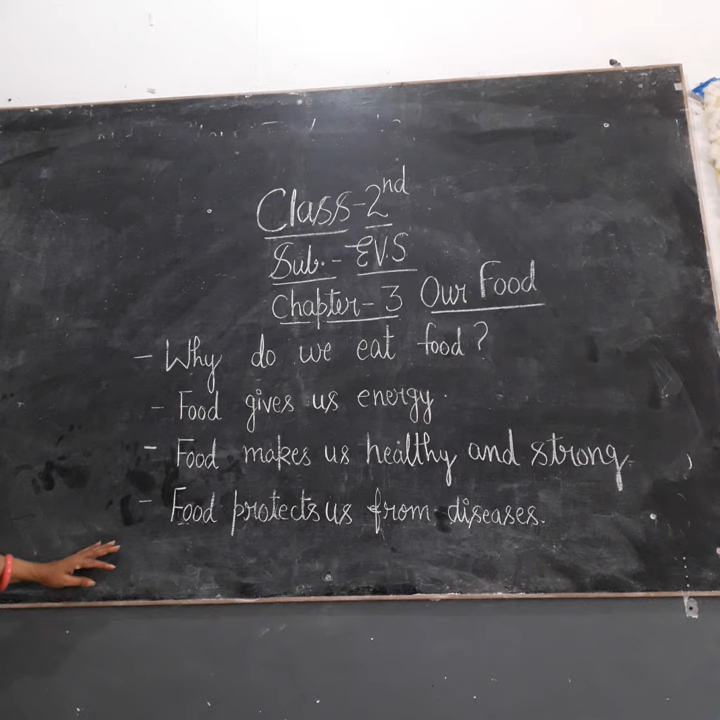 Class-2nd
Sub.- EV.S
Chapter-3 Our Food
- Why do we eat food?
- Food gives us energy.
- Food makes us healthy and strong
- Food protects us from diseases.